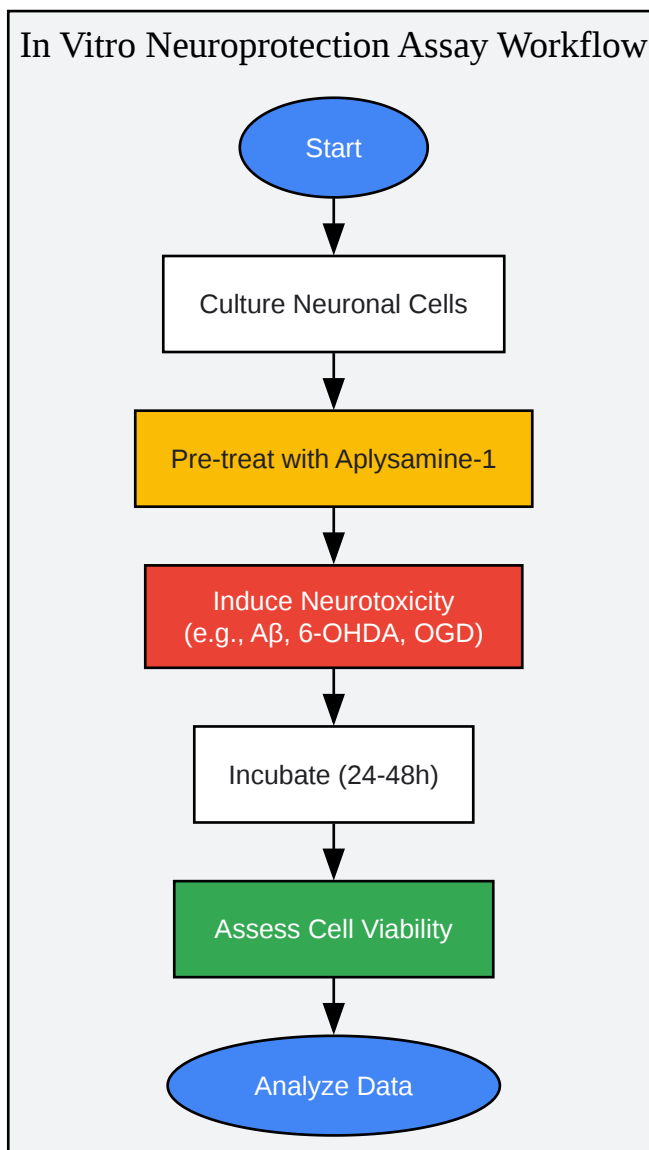 In Vitro Neuroprotection Assay Workflow
Start
Culture Neuronal Cells
Pre-treat with Aplysamine-1
Induce Neurotoxicity
(e.g., Aβ, 6-OHDA, OGD)
Incubate (24-48h)
Assess Cell Viability
Analyze Data